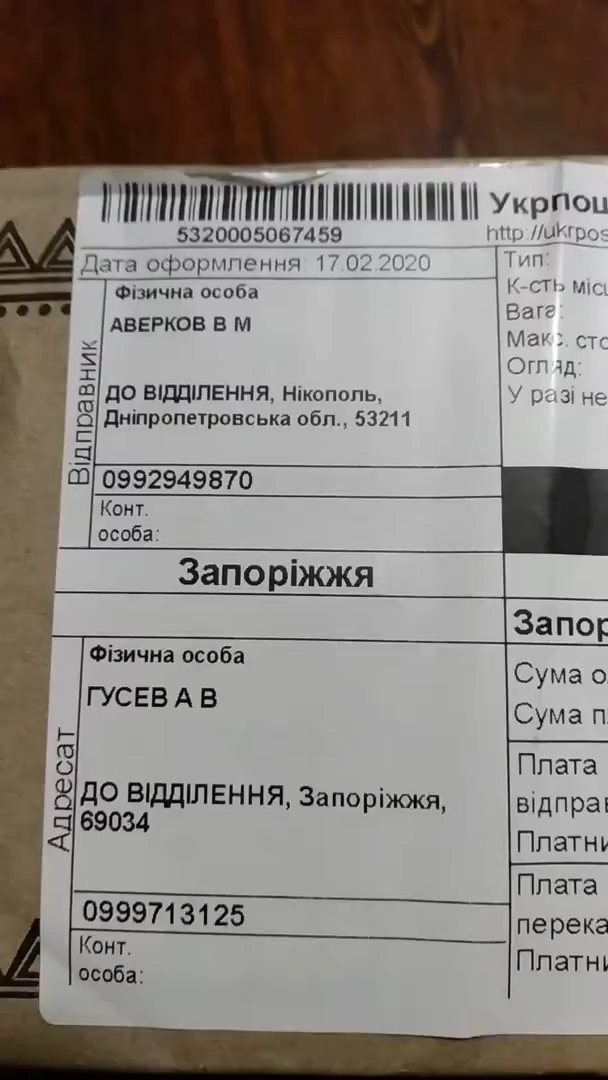 Укрпош
5320005067459
http://ukrpos
Дата оформлення: 17.02.2020
Тип:
Фізична особа
К-сть місц
АВЕРКОВ В М
Вага:
Макс. сто
Огляд:
ДО ВІДДІЛЕННЯ, Нікополь,
У разі не
Дніпропетровська обл., 53211
Відправник
0992949870
Конт.
особа:
Запоріжжя
Запор
Фізична особа
Сума о
ГУСЕВ А В
Сума п
Плата
ДО ВІДДІЛЕННЯ, Запоріжжя,
відправ
69034
Платни
Адресат
Плата
0999713125
перека
Конт.
Платни
особа: